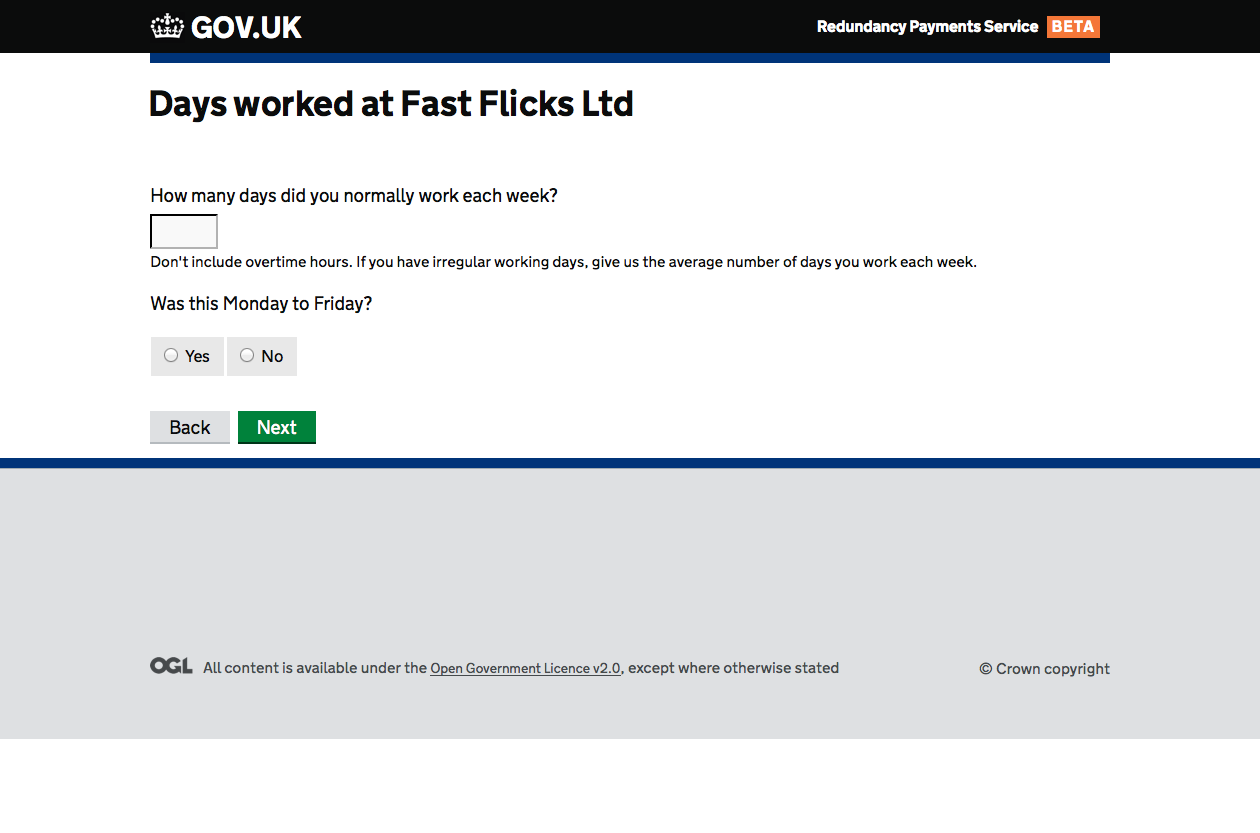 GOV.UK
Redundancy Payments Service BETA
Days worked at Fast Flicks Ltd
How many days did you normally work each week?
Don't include overtime hours. If you have irregular working days, give us the average number of days you work each week.
Was this Monday to Friday?
Yes No
Back Next
OGL All content is available under the Open Government Licence v2.0, except where otherwise stated
© Crown copyright